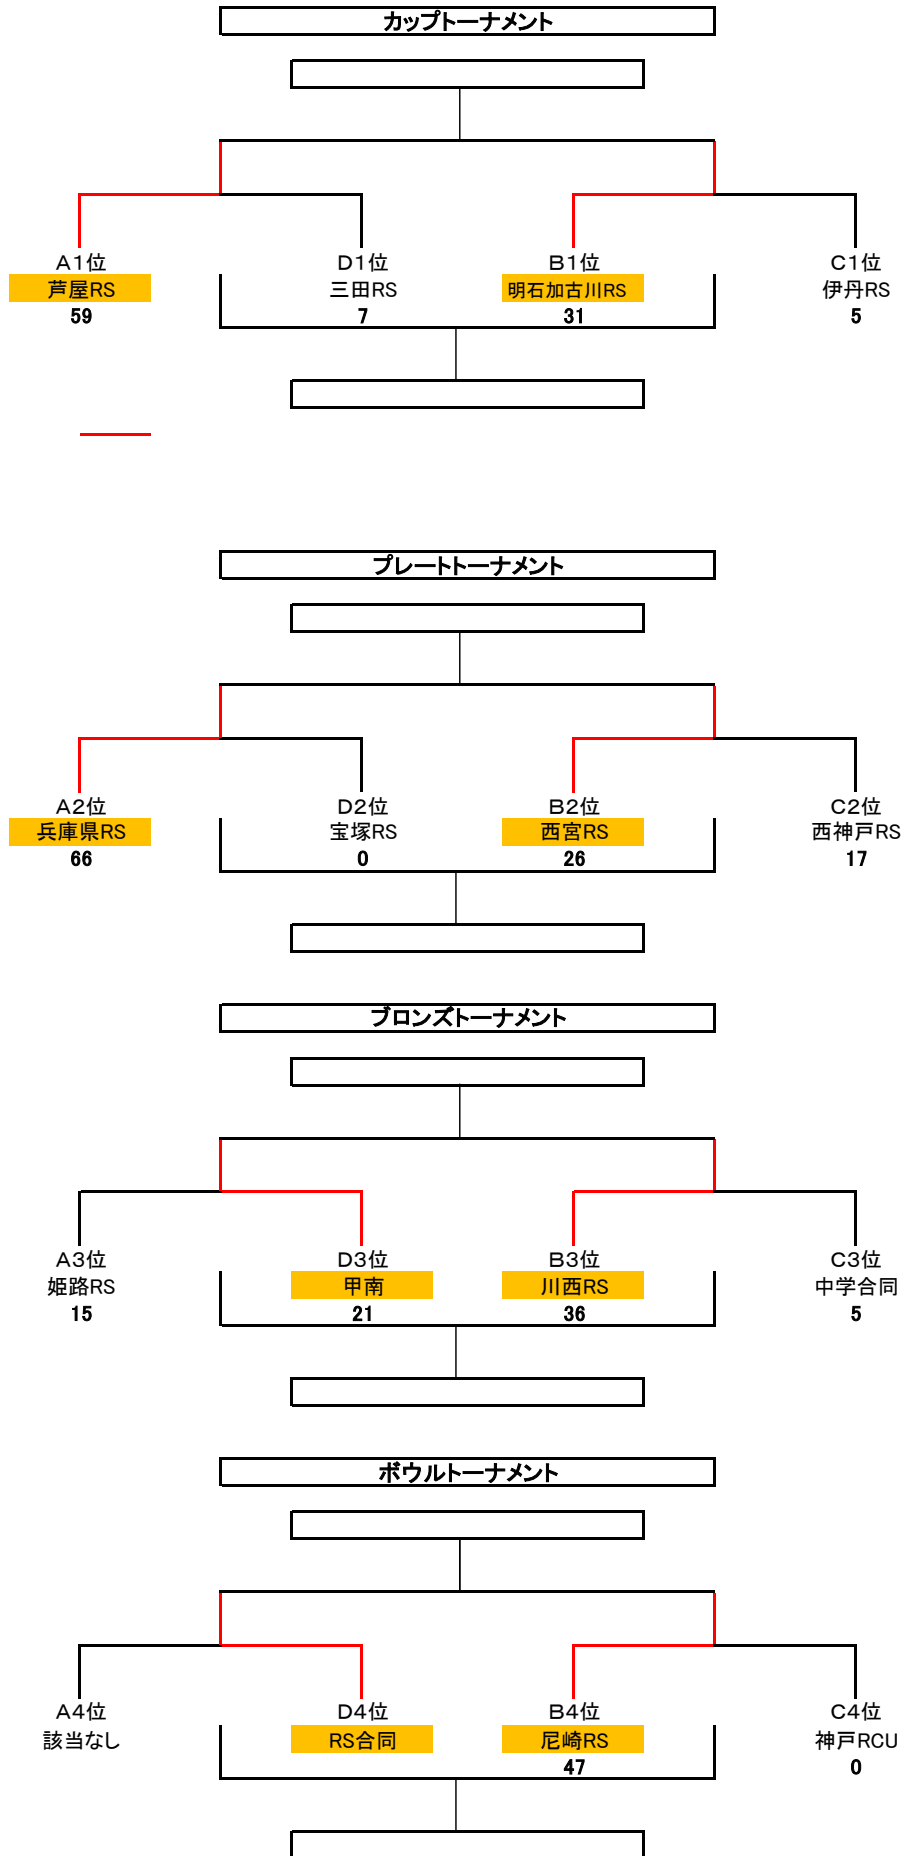 カップトーナメント
A1位 D1位 B1位 C1位
芦屋RS 三田RS 明石加古川RS 伊丹RS
59 7 31 5
プレートトーナメント
A2位 D2位 B2位 C2位
兵庫県RS 宝塚RS 西宮RS 西神戸RS
66 0 26 17
ブロンズトーナメント
A3位 D3位 B3位 C3位
姫路RS 甲南 川西RS 中学合同
15 21 36 5
ボウルトーナメント
A4位 D4位 B4位 C4位
該当なし RS合同 尼崎RS 神戸RCU
47 0